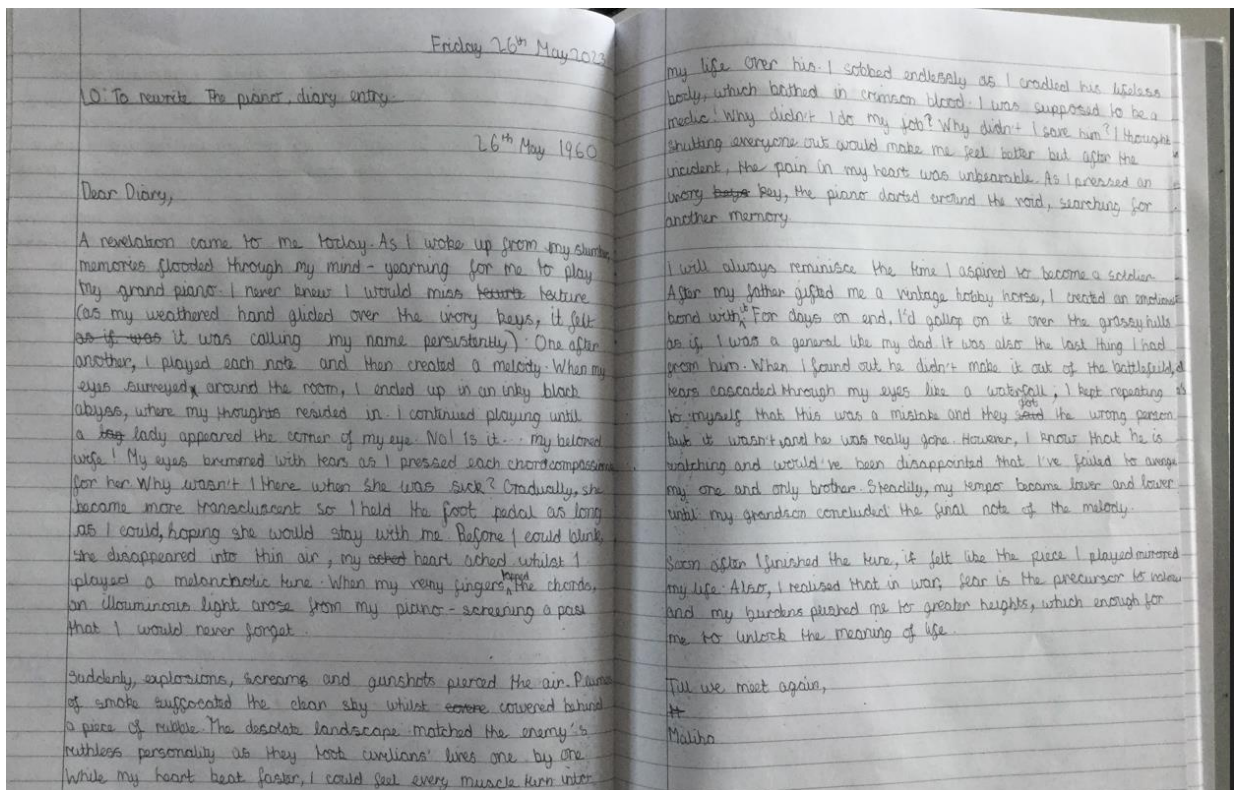 Friday 26th May 2023
LO: To rewrite The piano, diary entry.
26th May 1960
Dear Diary,
A revelation came to me today. As I woke up from my
memories flooded through my mind - yearning for me to play
my grand piano. I never knew I would miss texture
(as my weathered hand glided over the ivory keys, it felt
as if was it was calling my name persistently). One after
another, I played each note and then created a melody. When my
eyes surveyed around the room, I ended up in an inky black
abyss, where my thoughts resided in. I continued playing until
a lady appeared the corner of my eye. No! Is it... my beloved
wife! My eyes brimmed with tears as I pressed each chord
for her. Why wasn't I there when she was sick? Gradually, she
became more transcluscent so I held the foot pedal as long
as I could, hoping she would stay with me. Before I could blink,
she disappeared into thin air, my heart ached whilst I
played a melancholic tune. When my veiny fingers the chords,
an illouminous light arose from my piano - screening a past
that I would never forget.
Suddenly, explosions, screams and gunshots pierced the air.
of smoke suffocated the clean sky whilst cowered behind
a piece of rubble. The desolate landscape matched the enemy's
ruthless personality as they took civilians' lives one by one.
While my heart beat faster, I could feel every muscle turn
my life over his. I sobbed endlessly as I cradled his lifeless
body, which bathed in crimson blood. I was supposed to be a
medic! Why didn't I do my job? Why didn't I save him? I thought
shutting everyone out would make me feel better but after the
incident, the pain in my heart was unbearable. As I pressed an
ivory key, the piano darted around the void, searching for
another memory
I will always reminisce the time I aspired to become a soldier.
After my father gifted me a vintage hobby horse, I created an emotional
bond with it. For days on end, I'd gallop on it over the grassy hills
as if, I was a general like my dad. It was also the last thing I had
from him. When I found out he didn't make it out of the
tears cascaded through my eyes like a waterfall; I kept repeating
to myself that this was a mistake and they got the wrong person
but it wasn't, and he was really gone. However, I know that he is
watching and would've been disappointed that I've failed to avenge
my one and only brother. Steadily, my tempo became lower and lower
until my grandson concluded the final note of the melody.
Soon after I finished the tune, it felt like the piece I played mirrored
my life. Also, I realised that in war, fear is the precursor to
and my burdens pushed me to greater heights, which enough for
me to unlock the meaning of life.
Till we meet again,
Maliha